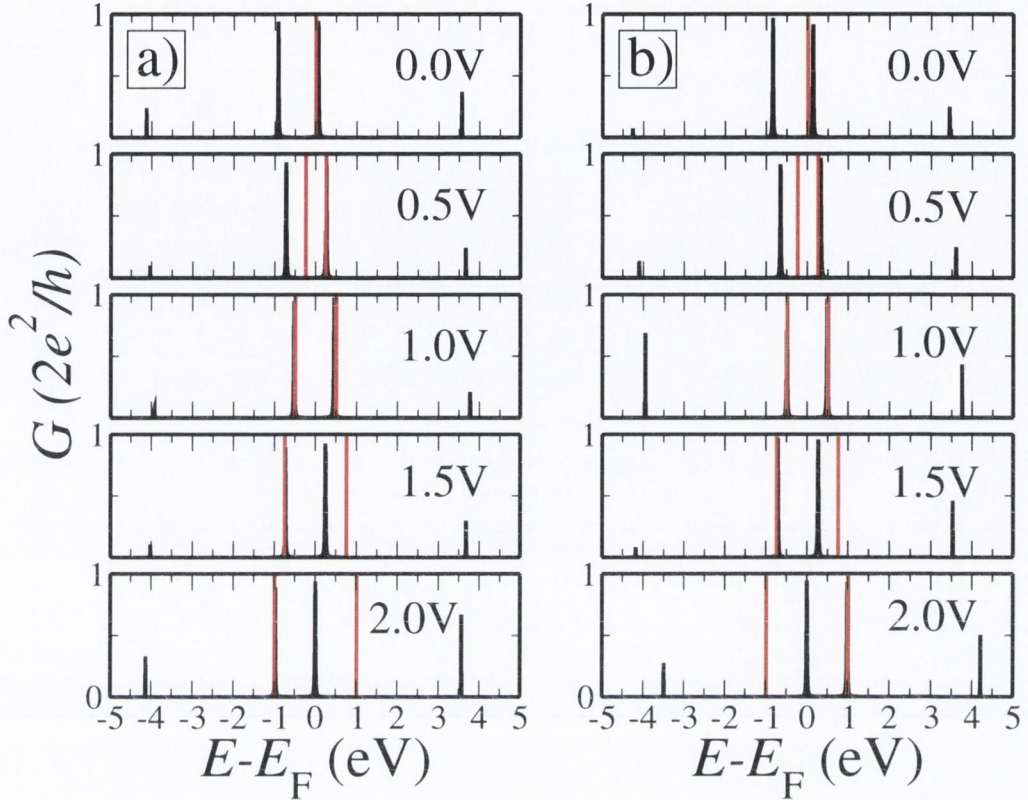 1 a) 0.0V 1 b) 0.0V
1 0.5V 1 0.5V
1 1.0V 1 1.0V
1 1.5V 1 1.5V
1 2.0V 1 2.0V
0 0
-5 -4 -3 -2 -1 0 1 2 3 4 5 -5 -4 -3 -2 -1 0 1 2 3 4 5
E-E_F (eV) E-E_F (eV)
G (2e²/h)